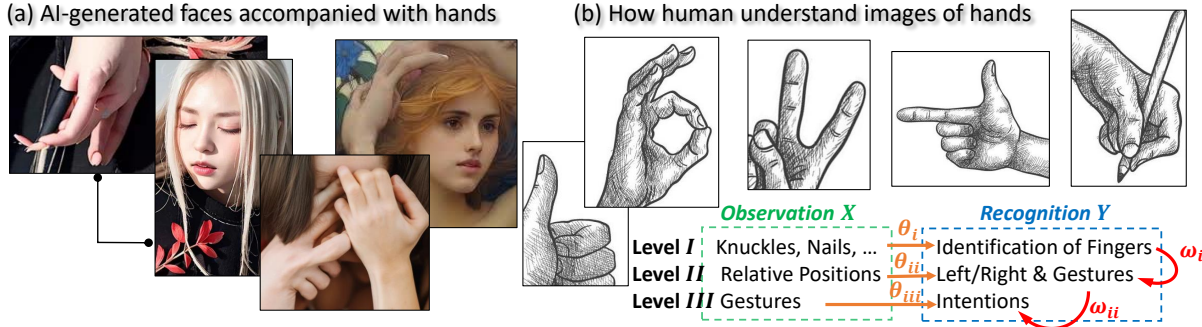 (a) AI-generated faces accompanied with hands
(b) How human understand images of hands
Observation X
Recognition Y
Level I Knuckles, Nails, ... θi Identification of Fingers ωi
Level II Relative Positions θii Left/Right & Gestures
Level III Gestures θiii Intentions ωii